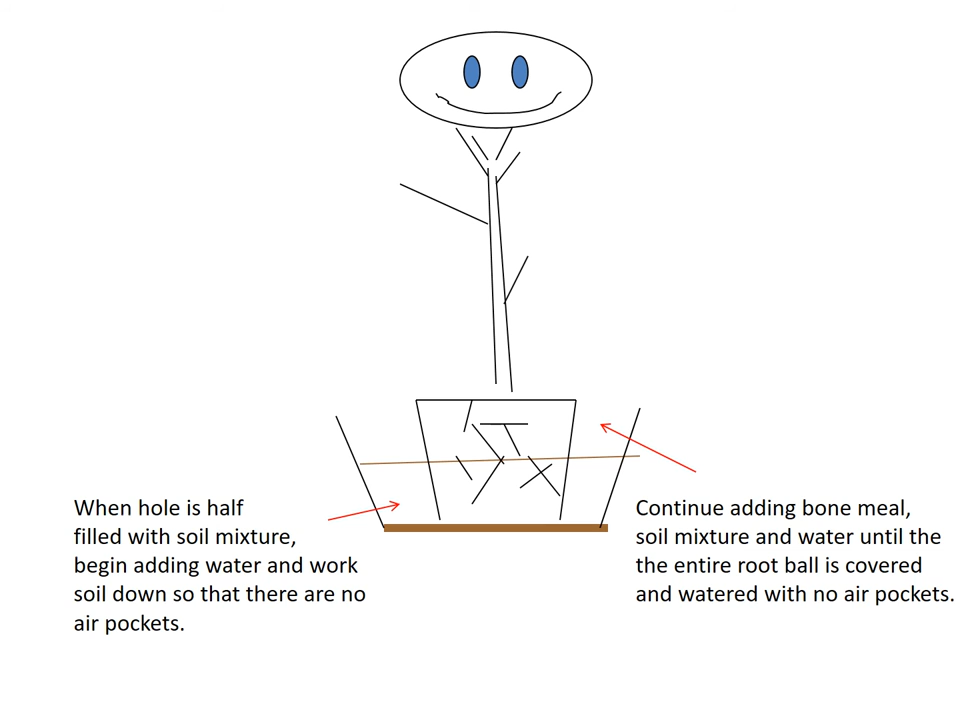 When hole is half
filled with soil mixture,
begin adding water and work
soil down so that there are no
air pockets.
Continue adding bone meal,
soil mixture and water until the
the entire root ball is covered
and watered with no air pockets.